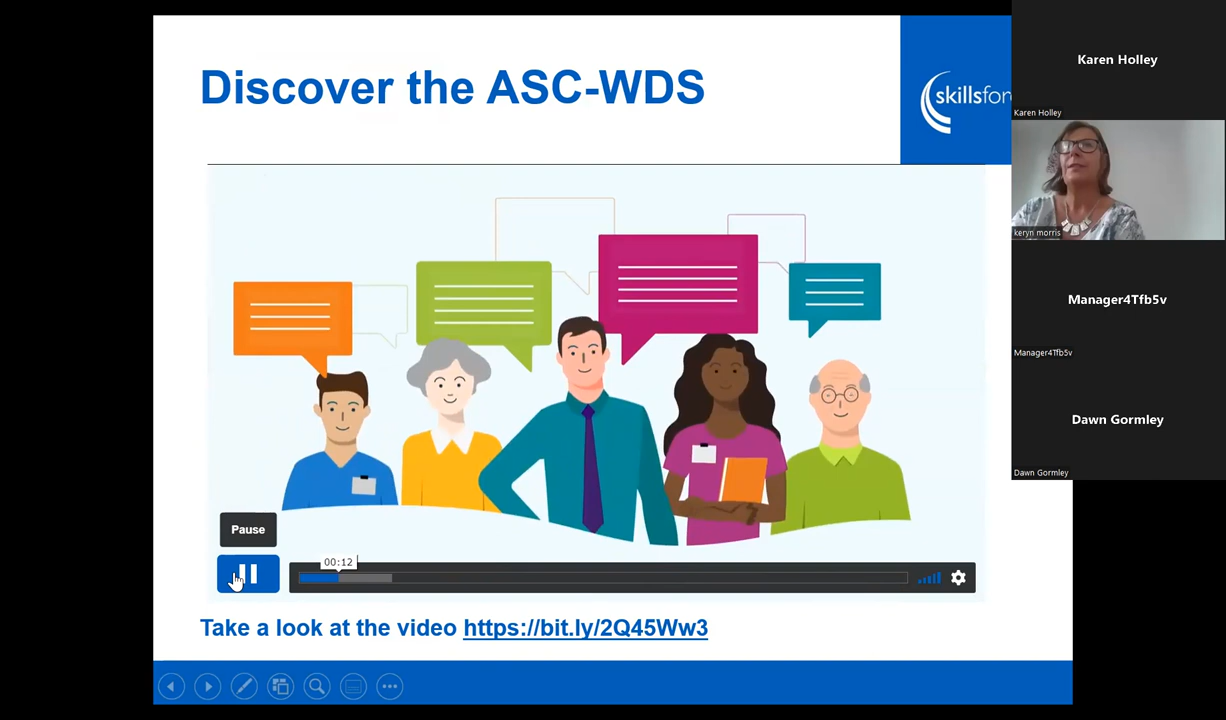 Discover the ASC-WDS
skillsfor
Karen Holley
Karen Holley
keryn morris
Manager4Tfb5v
Manager4Tfb5v
Dawn Gormley
Dawn Gormley
Pause
00:12
Take a look at the video https://bit.ly/2Q45Ww3